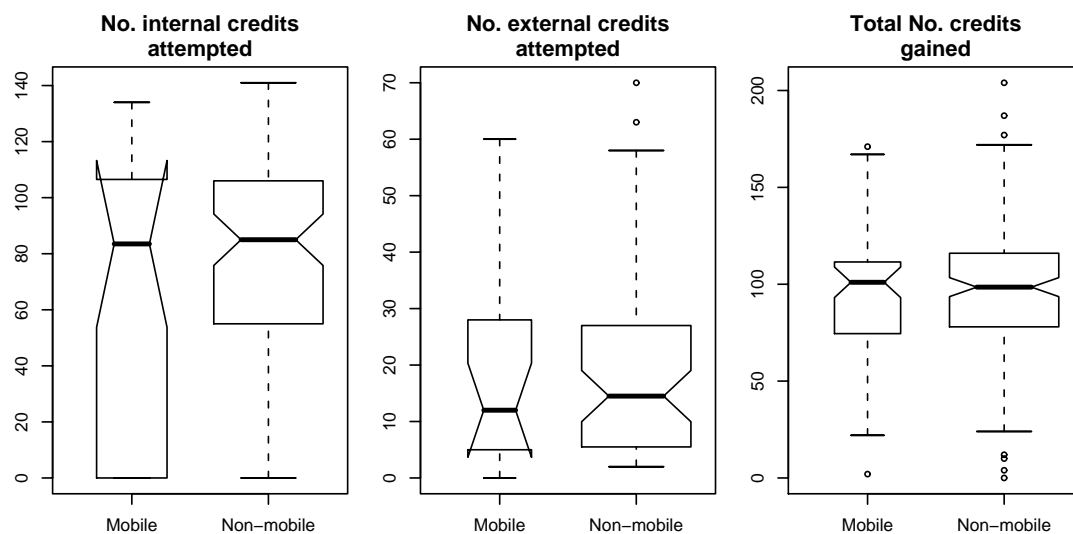 No. internal credits
attempted
140
120
100
80
60
40
20
0
Mobile
Non−mobile
No. external credits
attempted
70
60
50
40
30
20
10
0
Mobile
Non−mobile
Total No. credits
gained
200
150
100
50
0
Mobile
Non−mobile